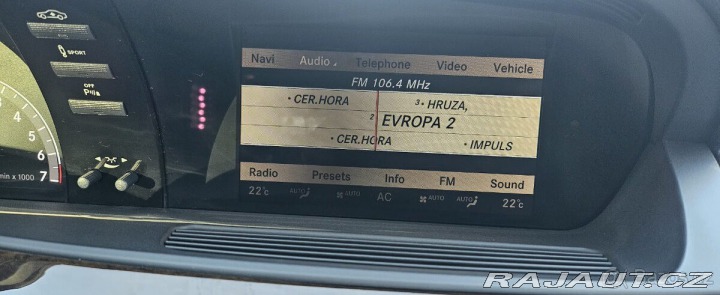 SPORT
OFF
P
3
4
5
6
7
min x 1000
Navi Audio Telephone Video Vehicle
FM 106.4 MHz
• CER.HORA 3• HRUZA,
2 EVROPA 2
• CER.HORA • IMPULS
Radio Presets Info FM Sound
22°C AUTO AUTO AC AUTO AUTO 22°C
RAJAUT.CZ